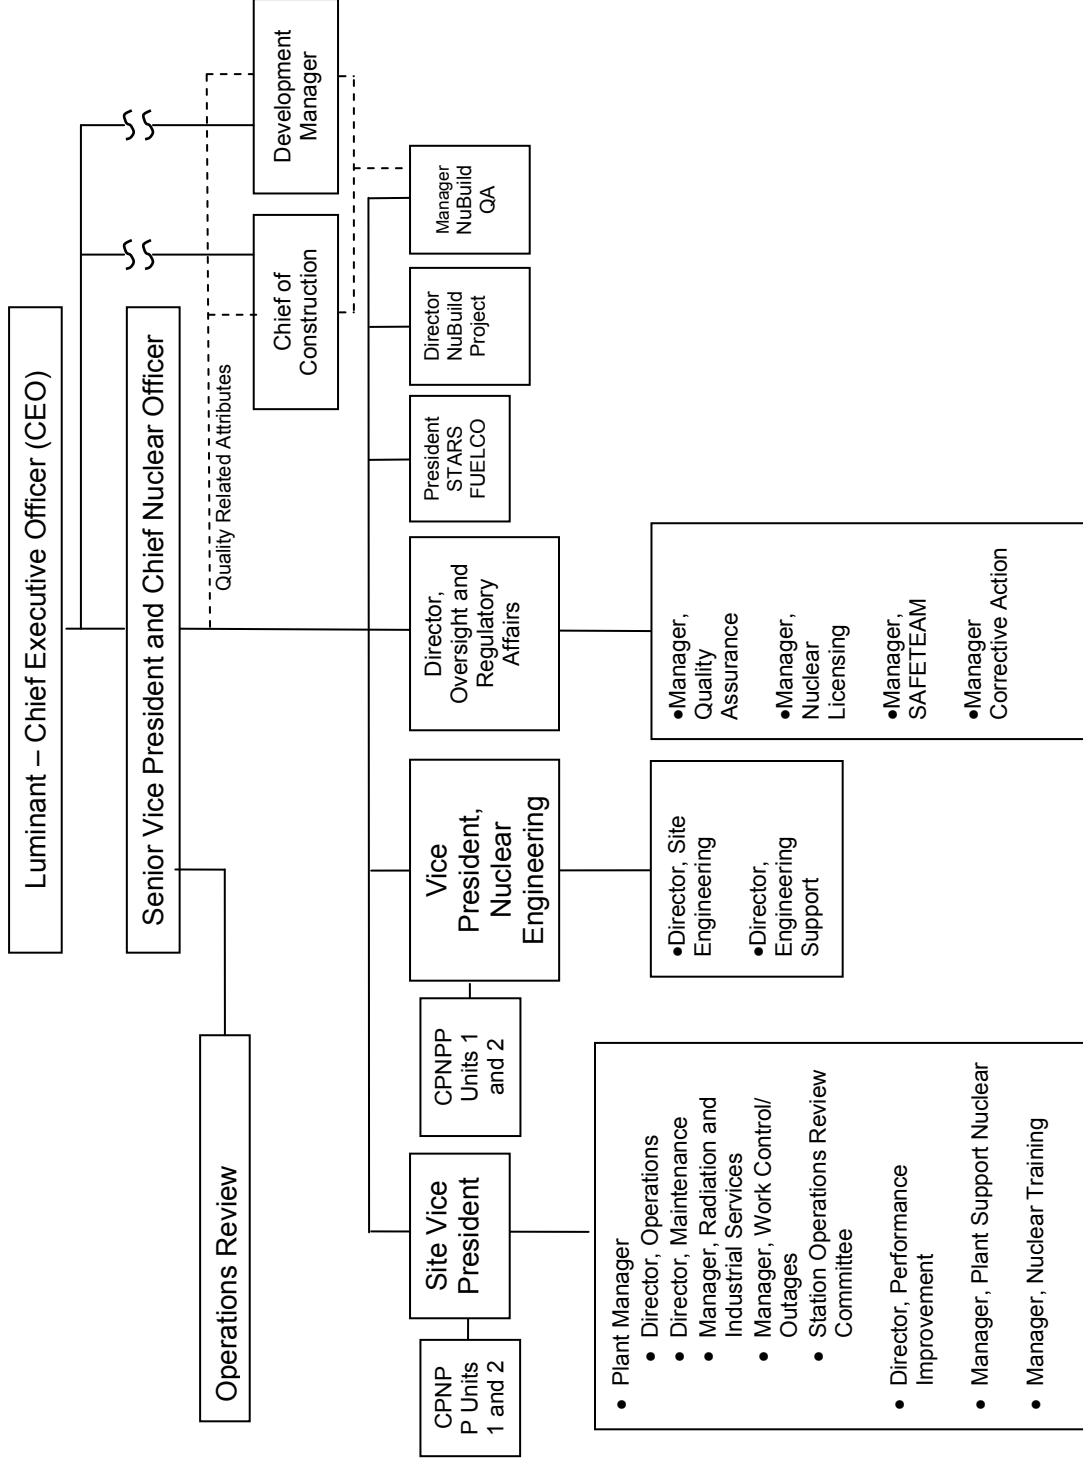 Luminant – Chief Executive Officer (CEO)
Senior Vice President and Chief Nuclear Officer
Operations Review
Quality Related Attributes
Chief of
Construction
Development
Manager
CPNP
P Units
1 and 2
Site Vice
President
CPNPP
Units 1
and 2
Vice
President,
Nuclear
Engineering
Director,
Oversight and
Regulatory
Affairs
President
STARS
FUELCO
Director
NuBuild
Project
Manager
NuBuild
QA
• Plant Manager
• Director, Operations
• Director, Maintenance
• Manager, Radiation and
Industrial Services
• Manager, Work Control/
Outages
• Station Operations Review
Committee
• Director, Performance
Improvement
• Manager, Plant Support Nuclear
• Manager, Nuclear Training
•Director, Site
Engineering
•Director,
Engineering
Support
•Manager,
Quality
Assurance
•Manager,
Nuclear
Licensing
•Manager,
SAFETEAM
•Manager
Corrective Action